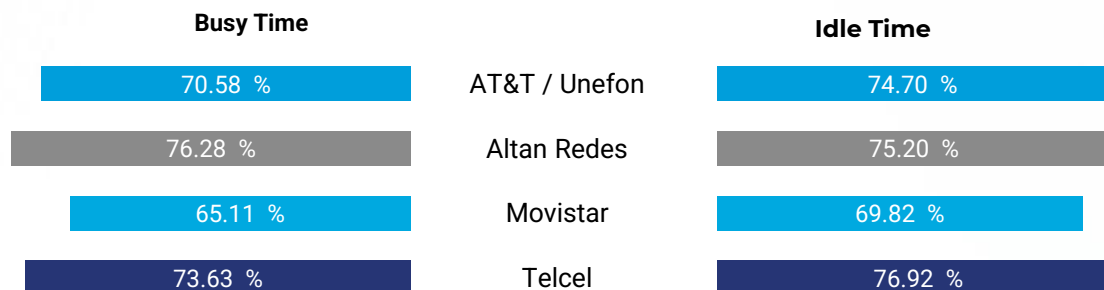 Busy Time
Idle Time
70.58 %
AT&T / Unefon
74.70 %
76.28 %
Altan Redes
75.20 %
65.11 %
Movistar
69.82 %
73.63 %
Telcel
76.92 %